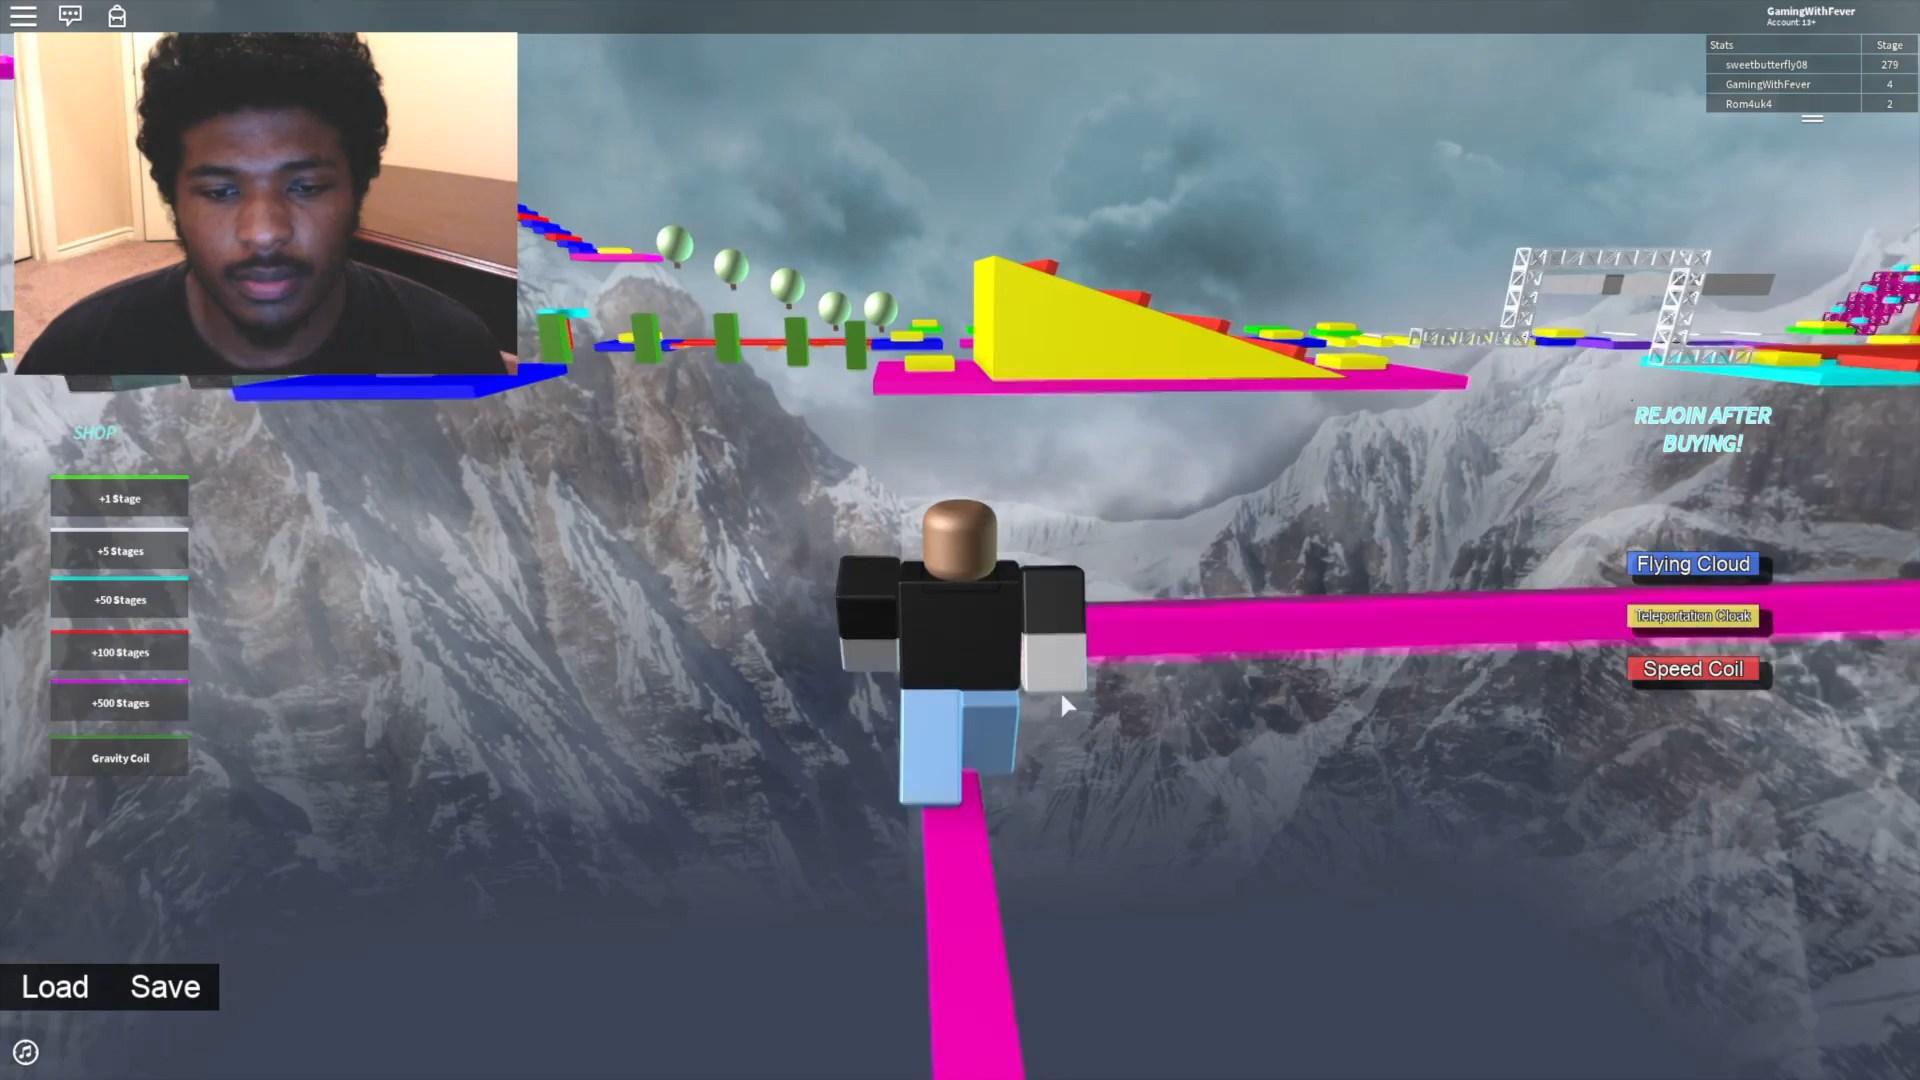 GamingWithFever
Account: 13+
Stats Stage
sweetbutterfly08 279
GamingWithFever 4
Rom4uk4 2
SHOP
+1 Stage
+5 Stages
+50 Stages
+100 Stages
+500 Stages
Gravity Coil
REJOIN AFTER
BUYING!
Flying Cloud
Teleportation Cloak
Speed Coil
Load Save